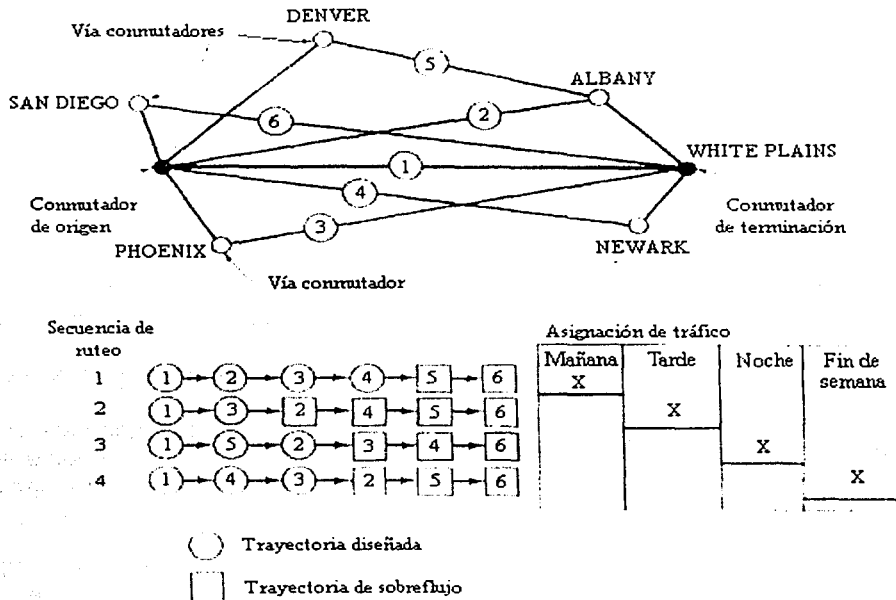 DENVER
Vía conmutadores
5
ALBANY
SAN DIEGO
6
2
1
WHITE PLAINS
4
Conmutador
de origen
3
Conmutador
de terminación
PHOENIX
NEWARK
Vía conmutador
Secuencia de
ruteo
Asignación de tráfico
Mañana Tarde Noche Fin de
semana
1 1 2 3 4 5 6 X
2 1 3 2 4 5 6 X
3 1 5 2 3 4 6 X
4 1 4 3 2 5 6 X
Trayectoria diseñada
Trayectoria de sobreflujo